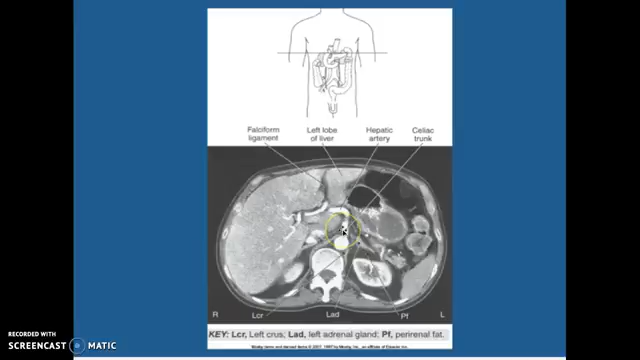 Falciform ligament
Left lobe of liver
Hepatic artery
Celiac trunk
R
Lcr
Lad
Pf
L
KEY: Lcr, Left crus; Lad, left adrenal gland; Pf, perirenal fat.
RECORDED WITH
SCREENCAST MATIC